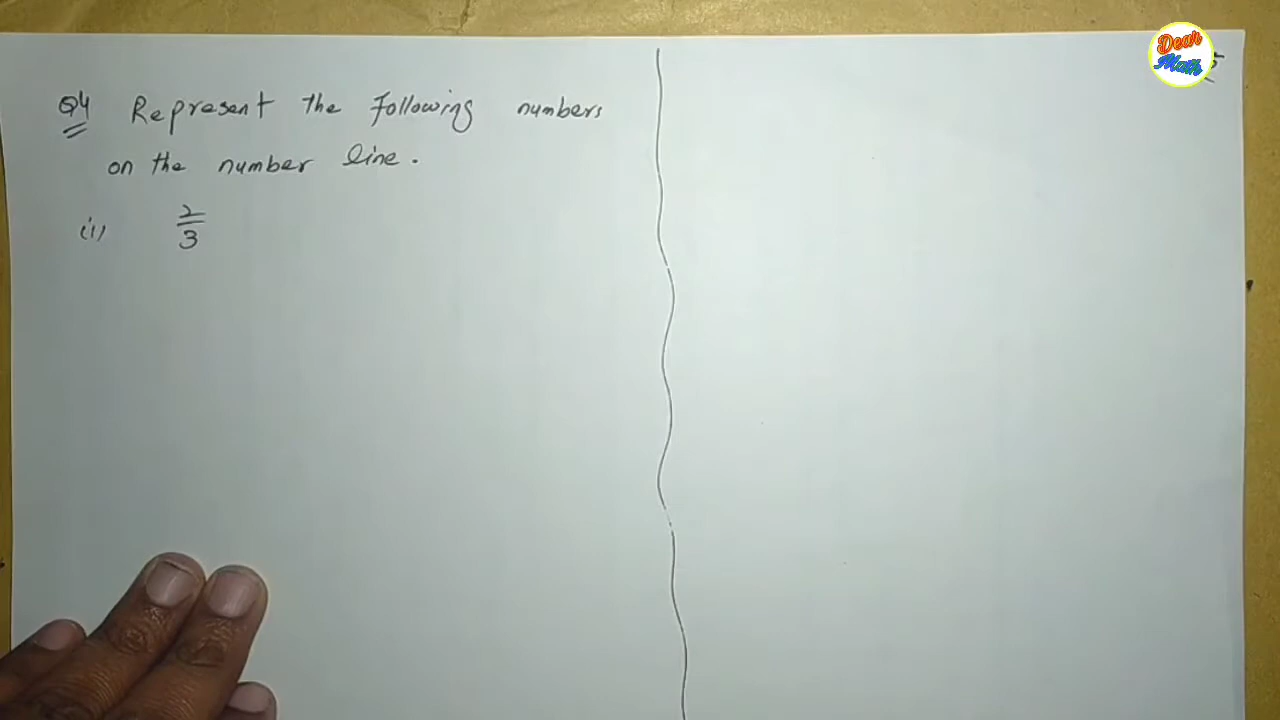 Q4 Represent the following numbers
on the number line.
(i) 2/3
Dear
Math